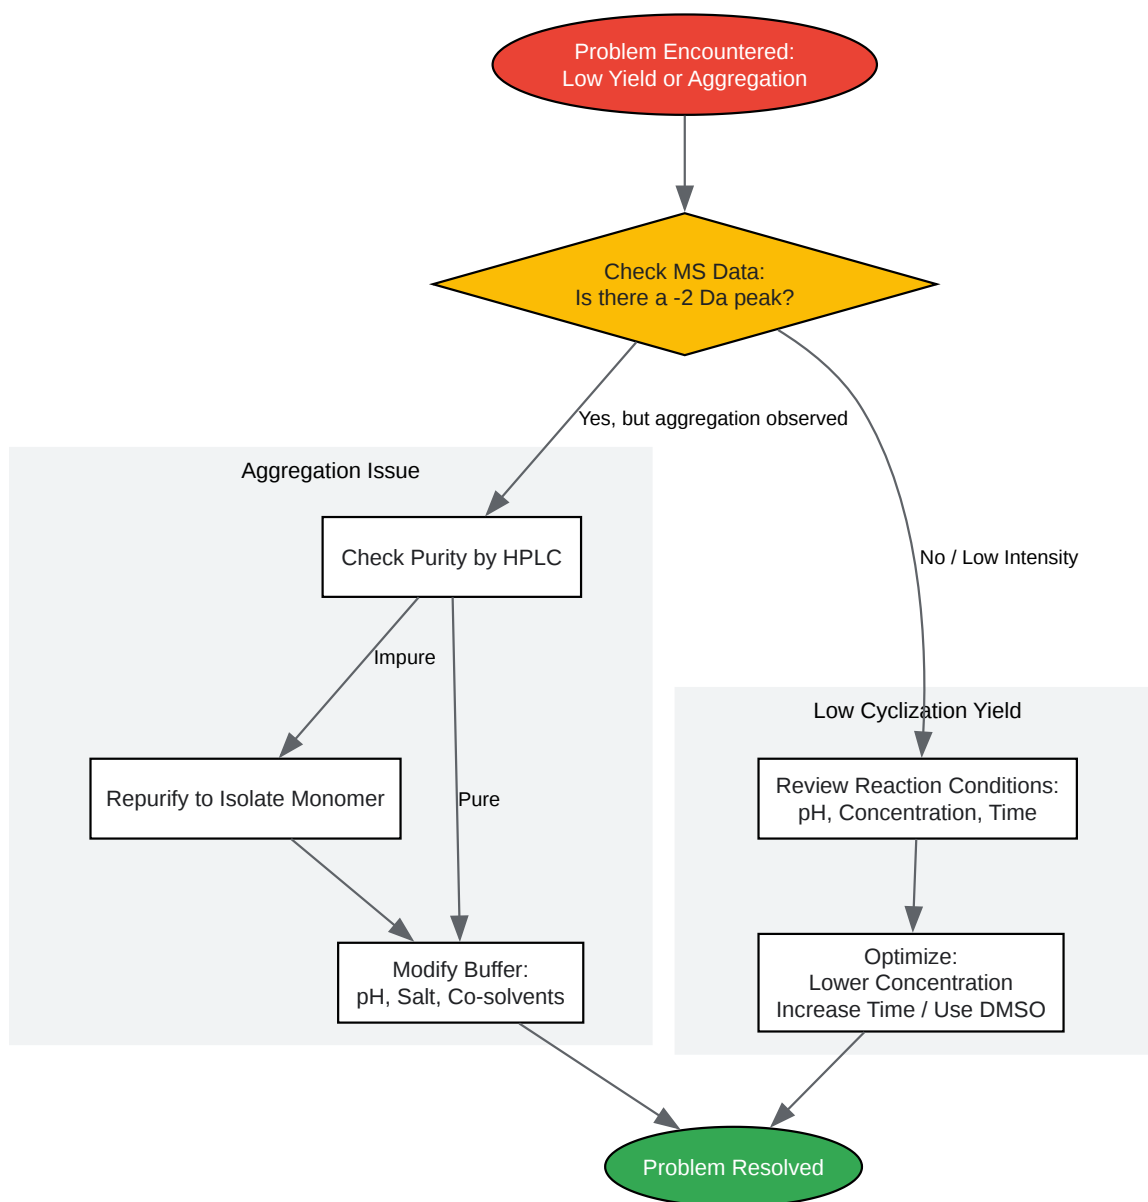 Problem Encountered:
Low Yield or Aggregation
Check MS Data:
Is there a -2 Da peak?
Yes, but aggregation observed
Aggregation Issue
Check Purity by HPLC
No / Low Intensity
Impure
Low Cyclization Yield
Repurify to Isolate Monomer
Pure
Review Reaction Conditions:
pH, Concentration, Time
Modify Buffer:
pH, Salt, Co-solvents
Optimize:
Lower Concentration
Increase Time / Use DMSO
Problem Resolved